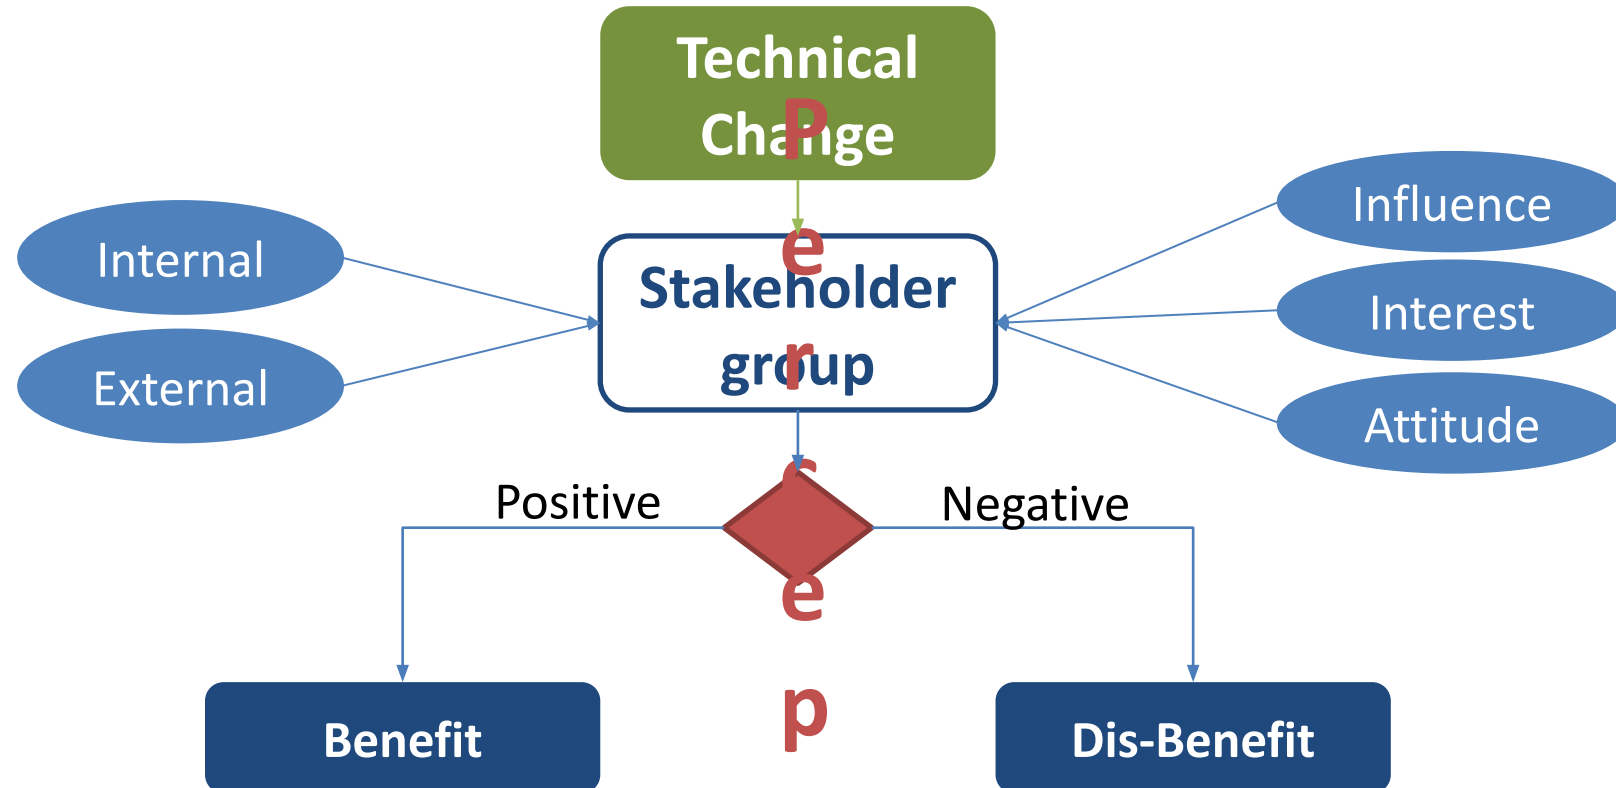 Technical
Change
Internal
External
Stakeholder
group
Influence
Interest
Attitude
Positive
Negative
Benefit
Dis-Benefit
P
e
r
e
p